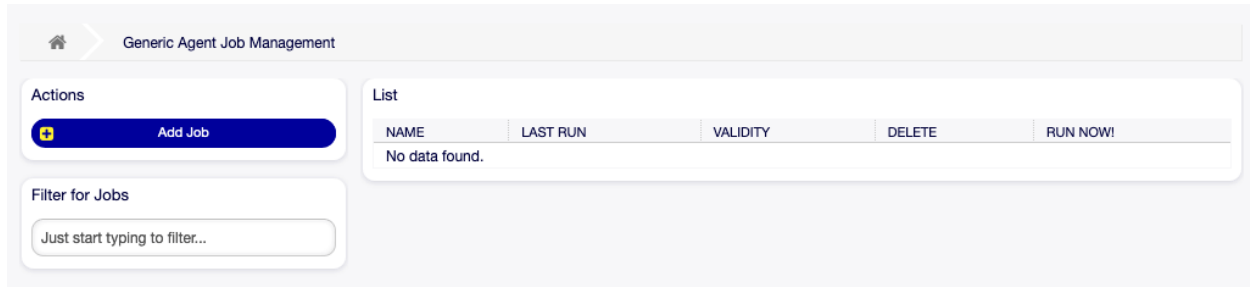 Generic Agent Job Management
Actions
Add Job
Filter for Jobs
Just start typing to filter...
List
NAME LAST RUN VALIDITY DELETE RUN NOW!
No data found.